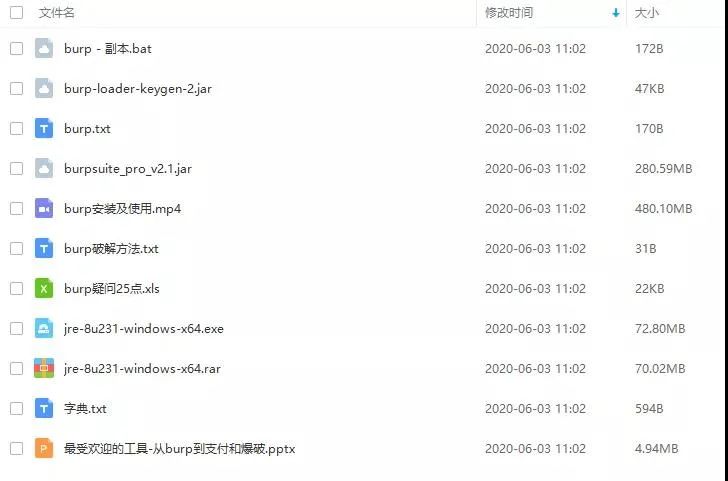 文件名 修改时间 大小
burp - 副本.bat 2020-06-03 11:02 172B
burp-loader-keygen-2.jar 2020-06-03 11:02 47KB
burp.txt 2020-06-03 11:02 170B
burpsuite_pro_v2.1.jar 2020-06-03 11:02 280.59MB
burp安装及使用.mp4 2020-06-03 11:02 480.10MB
burp破解方法.txt 2020-06-03 11:02 31B
burp疑问25点.xls 2020-06-03 11:02 22KB
jre-8u231-windows-x64.exe 2020-06-03 11:02 72.80MB
jre-8u231-windows-x64.rar 2020-06-03 11:02 70.02MB
字典.txt 2020-06-03 11:02 594B
最受欢迎的工具-从burp到支付和爆破.pptx 2020-06-03 11:02 4.94MB